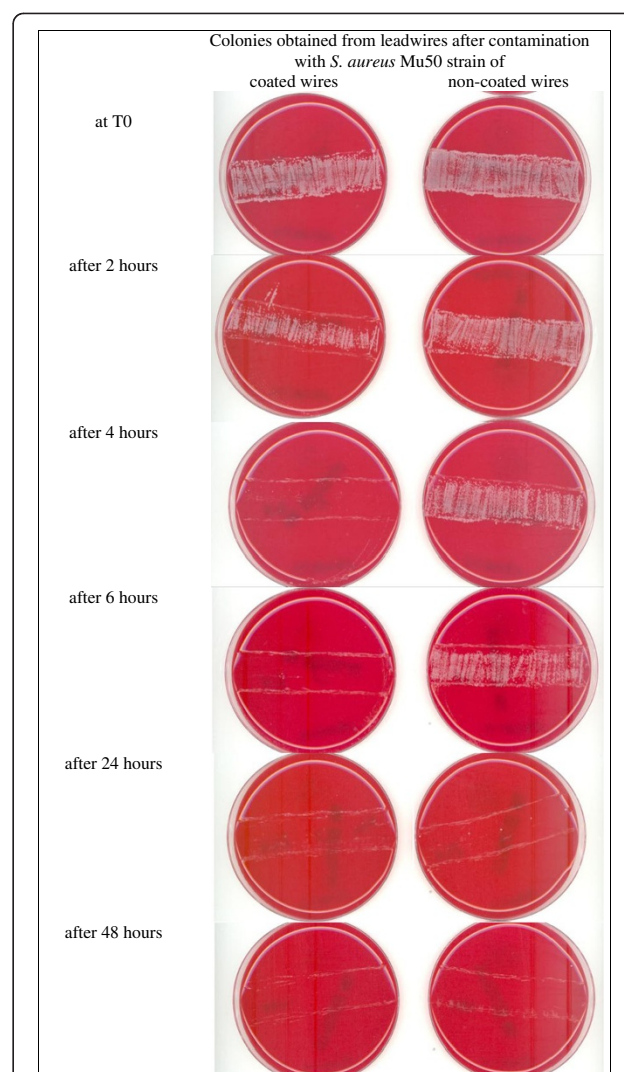 Colonies obtained from leadwires after contamination
with S. aureus Mu50 strain of
coated wires non-coated wires
at T0
after 2 hours
after 4 hours
after 6 hours
after 24 hours
after 48 hours